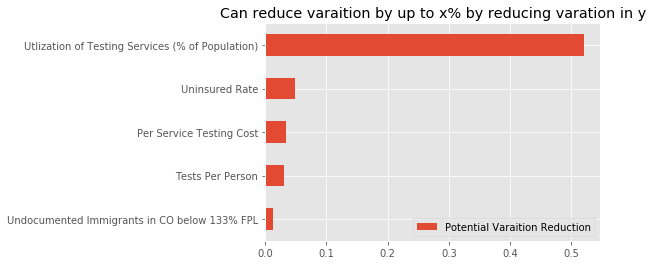 Can reduce varaition by up to x% by reducing varation in y
Utlization of Testing Services (% of Population)
Uninsured Rate
Per Service Testing Cost
Tests Per Person
Undocumented Immigrants in CO below 133% FPL
Potential Varaition Reduction
0.0 0.1 0.2 0.3 0.4 0.5